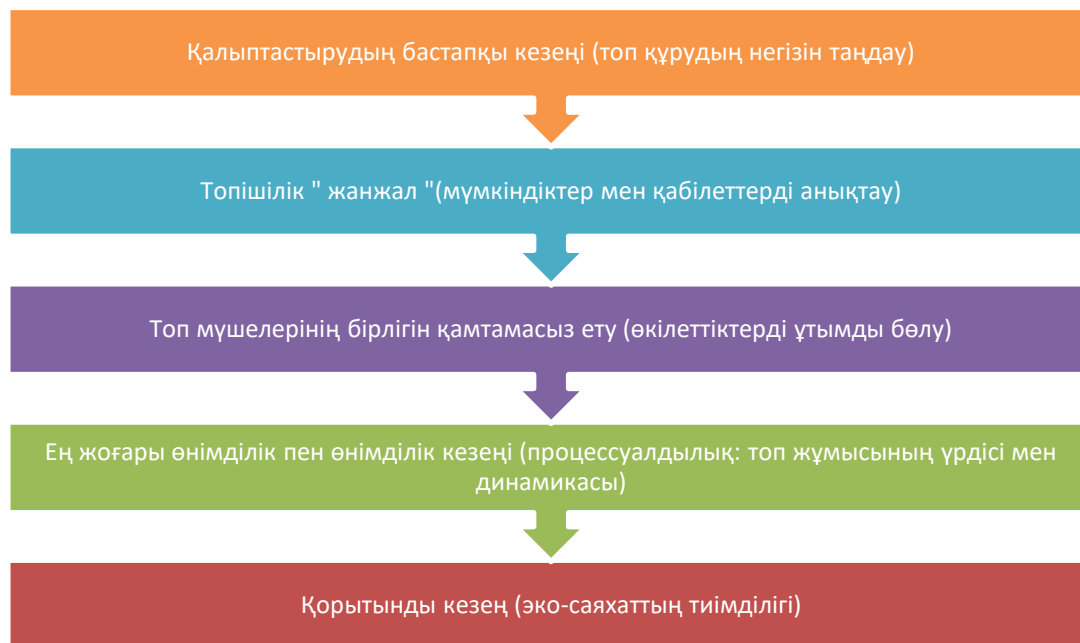 Қалыптастырудың бастапқы кезеңі (топ құрудың негізін таңдау)
Топішілік " жанжал "(мүмкіндіктер мен қабілеттерді анықтау)
Топ мүшелерінің бірлігін қамтамасыз ету (өкілеттіктерді ұтымды бөлу)
Ең жоғары өнімділік пен өнімділік кезеңі (процессуалдылық: топ жұмысының үрдісі мен
динамикасы)
Қорытынды кезең (эко-саяхаттың тиімділігі)